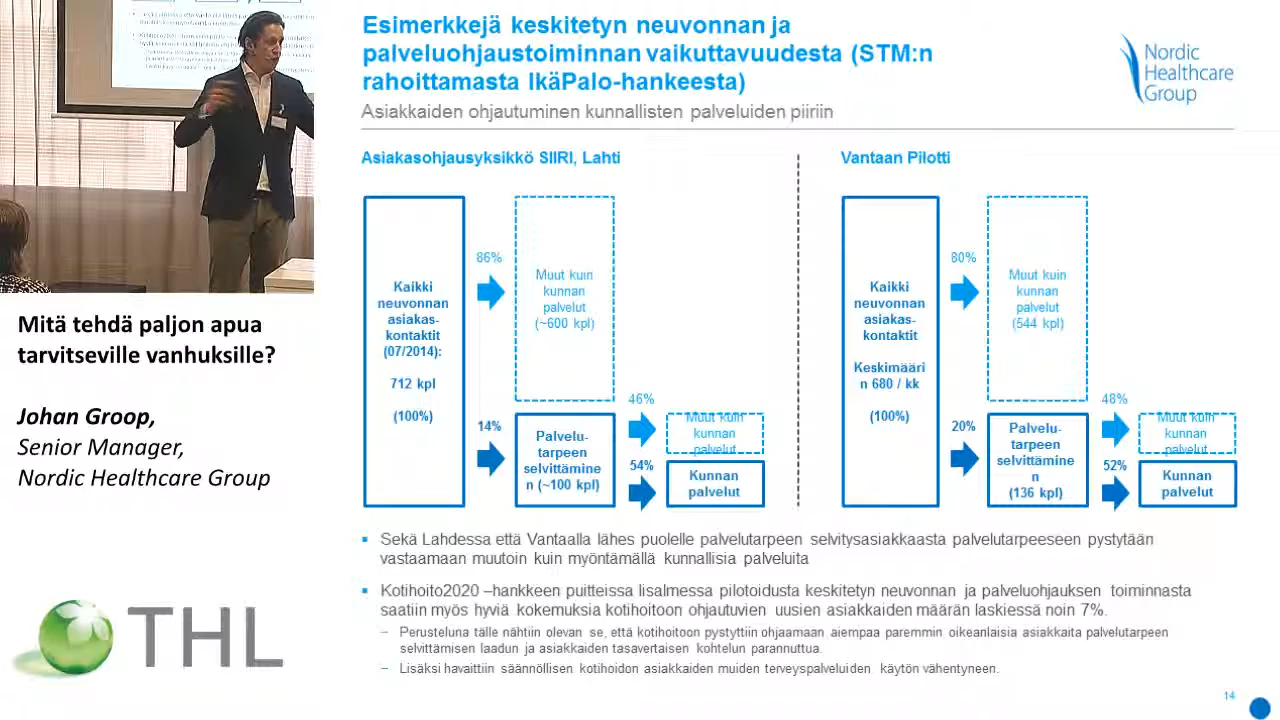 Esimerkkejä keskitetyn neuvonnan ja
palveluohjaustoiminnan vaikuttavuudesta (STM:n
rahoittamasta IkäPalo-hankeesta)
Asiakkaiden ohjautuminen kunnallisten palveluiden piiriin
Nordic
Healthcare
Group
Asiakasohjausyksikkö SIIRI, Lahti
Kaikki
neuvonnan
asiakas-
kontaktit
(07/2014):
712 kpl
(100%)
86%
Muut kuin
kunnan
palvelut
(~600 kpl)
14%
Palvelu-
tarpeen
selvittämine
n (~100 kpl)
46%
Muut kuin
kunnan
palvelut
54%
Kunnan
palvelut
Vantaan Pilotti
Kaikki
neuvonnan
asiakas-
kontaktit
Keskimääri
n 680 / kk
(100%)
80%
Muut kuin
kunnan
palvelut
(544 kpl)
20%
Palvelu-
tarpeen
selvittämine
n
(136 kpl)
48%
Muut kuin
kunnan
palvelut
52%
Kunnan
palvelut
Sekä Lahdessa että Vantaalla lähes puolelle palvelutarpeen selvitysasiakkaasta palvelutarpeeseen pystytään
vastaamaan muutoin kuin myöntämällä kunnallisia palveluita
Kotihoito2020 –hankkeen puitteissa Iisalmessa pilotoidusta keskitetyn neuvonnan ja palveluohjauksen toiminnasta
saatiin myös hyviä kokemuksia kotihoitoon ohjautuvien uusien asiakkaiden määrän laskiessä noin 7%.
– Perusteluna tälle nähtiin olevan se, että kotihoitoon pystyttiin ohjaamaan aiempaa paremmin oikeanlaisia asiakkaita palvelutarpeen
selvittämisen laadun ja asiakkaiden tasavertaisen kohtelun parannuttua.
– Lisäksi havaittiin säännöllisen kotihoidon asiakkaiden muiden terveyspalveluiden käytön vähentyneen.
14
Mitä tehdä paljon apua
tarvitseville vanhuksille?
Johan Groop,
Senior Manager,
Nordic Healthcare Group
THL